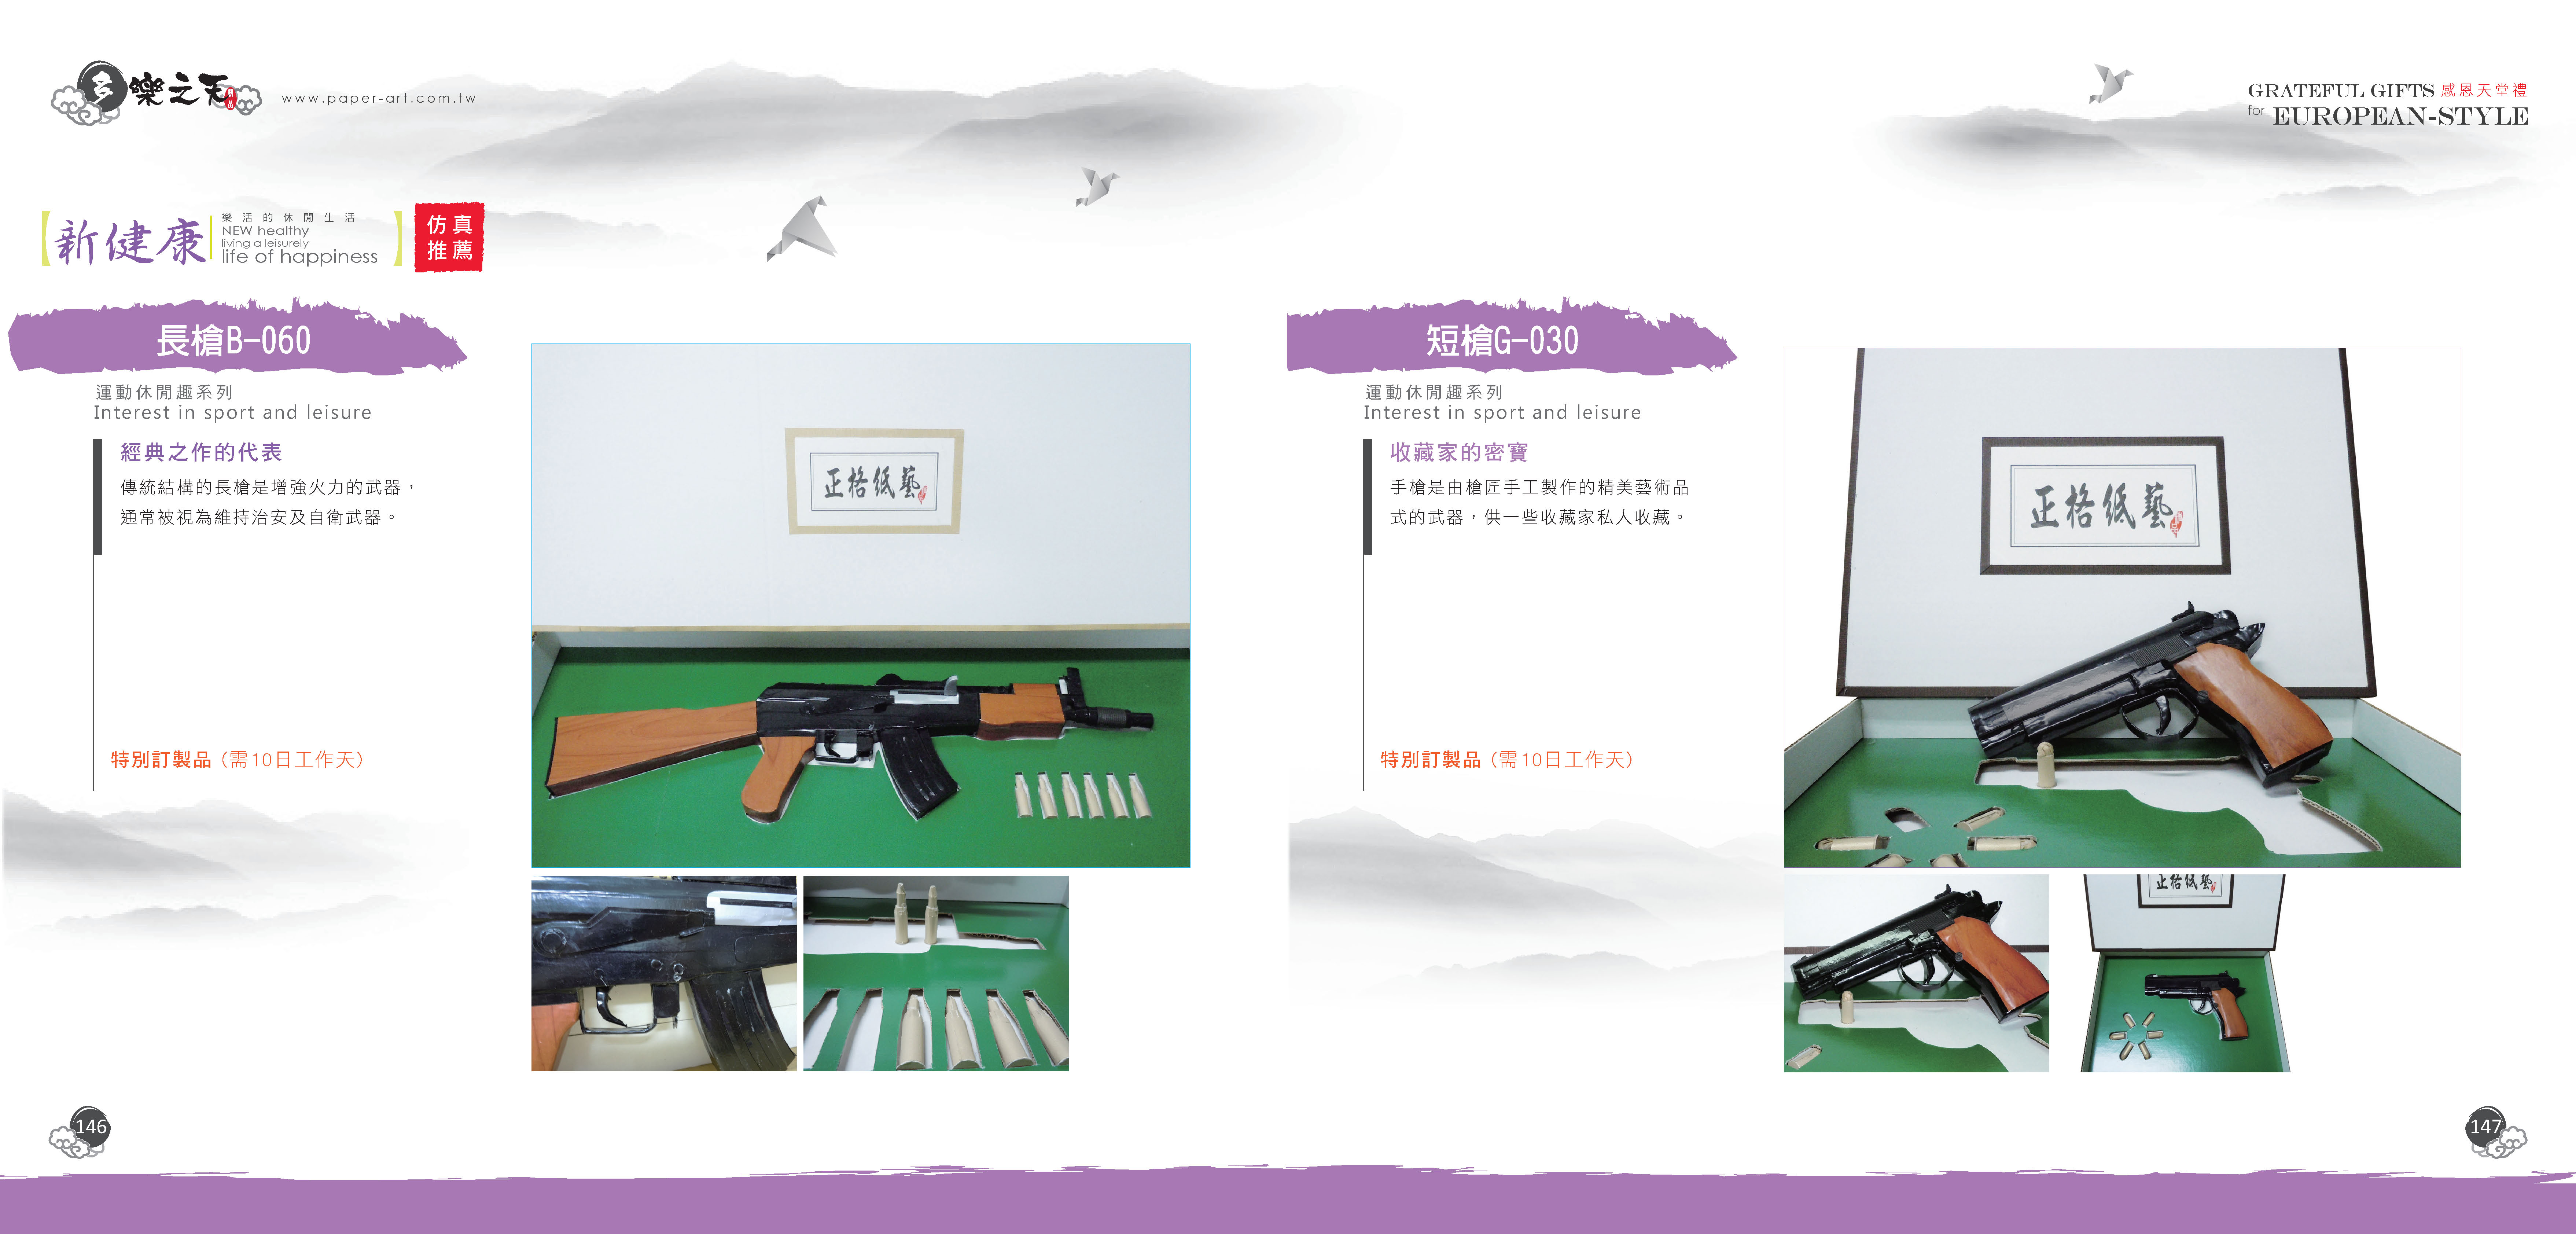 多樂之天
www.paper-art.com.tw
GRATEFUL GIFTS 感恩天堂禮
for EUROPEAN-STYLE
新健康
樂活的休閒生活
NEW healthy
living a leisurely
life of happiness
仿真
推薦
長槍B-060
運動休閒趣系列
Interest in sport and leisure
經典之作的代表
傳統結構的長槍是增強火力的武器，
通常被視為維持治安及自衛武器。
特別訂製品（需10日工作天）
正格紙藝
短槍G-030
運動休閒趣系列
Interest in sport and leisure
收藏家的密寶
手槍是由槍匠手工製作的精美藝術品
式的武器，供一些收藏家私人收藏。
特別訂製品（需10日工作天）
正格紙藝
正格紙藝
146
147